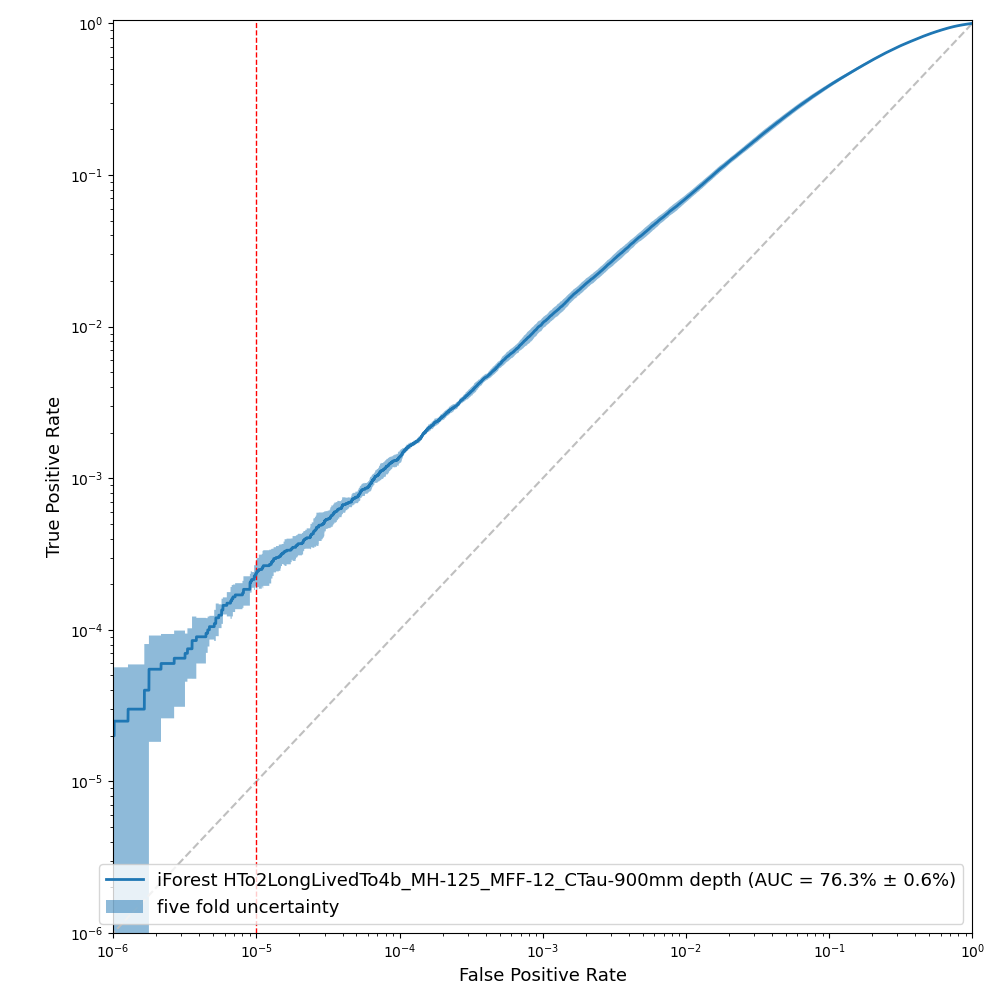 10⁰
10⁻¹
10⁻²
10⁻³
10⁻⁴
10⁻⁵
10⁻⁶
True Positive Rate
iForest HTo2LongLivedTo4b_MH-125_MFF-12_CTau-900mm depth (AUC = 76.3% ± 0.6%)
five fold uncertainty
10⁻⁶ 10⁻⁵ 10⁻⁴ 10⁻³ 10⁻² 10⁻¹ 10⁰
False Positive Rate